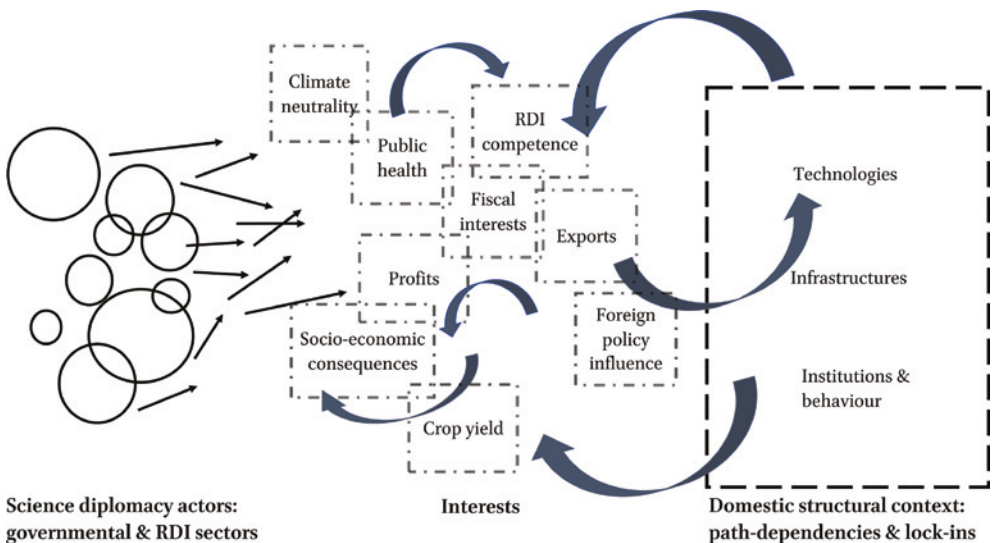 Climate
neutrality
Public
health
RDI
competence
Fiscal
interests
Exports
Profits
Socio-economic
consequences
Foreign
policy
influence
Crop yield
Technologies
Infrastructures
Institutions &
behaviour
Science diplomacy actors:
governmental & RDI sectors
Interests
Domestic structural context:
path-dependencies & lock-ins